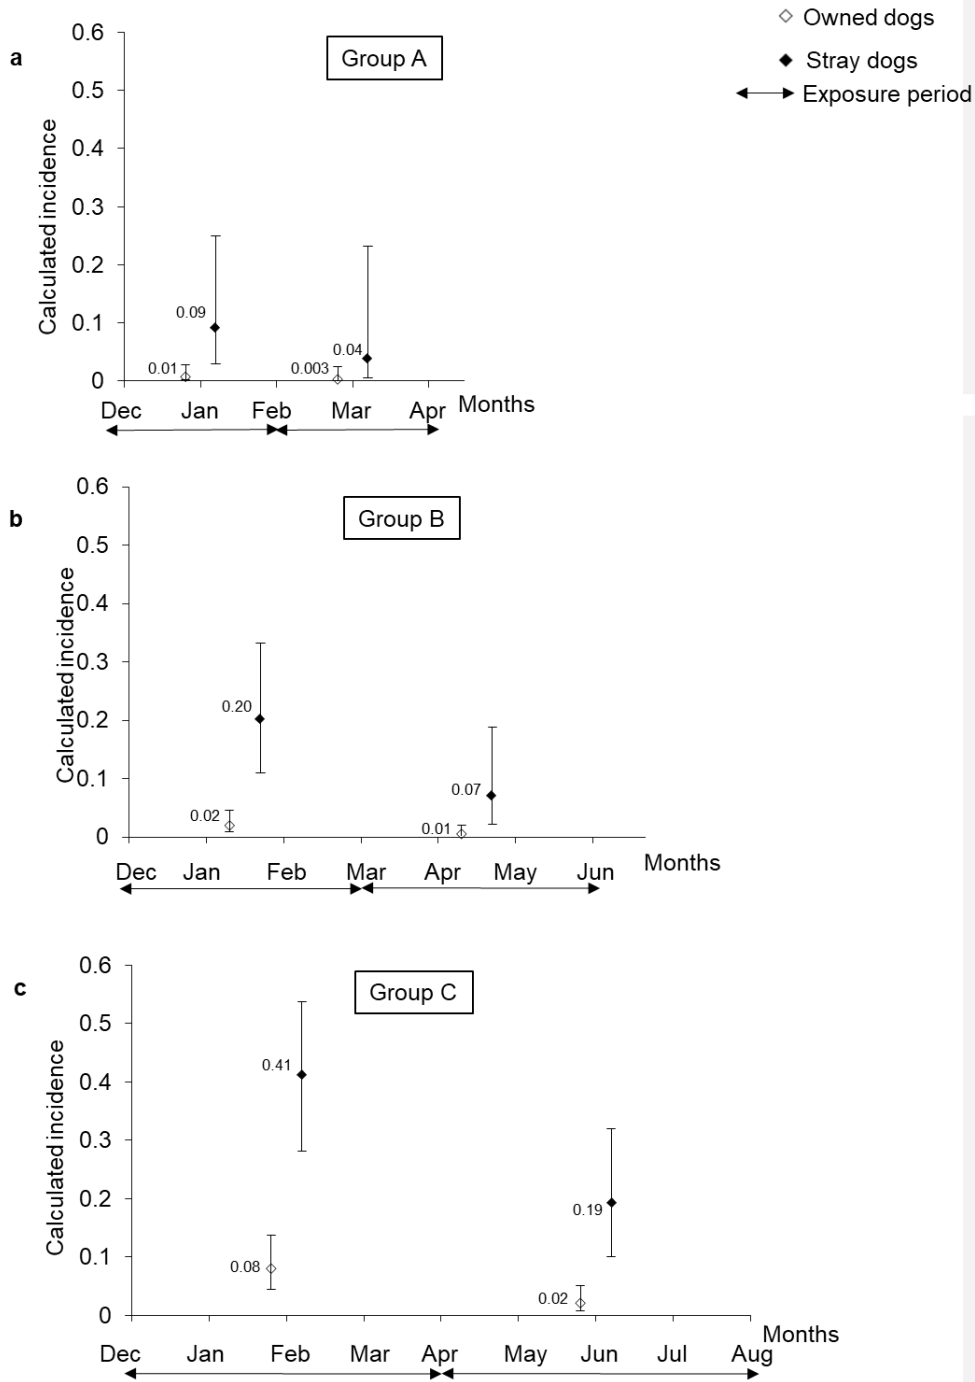 Owned dogs
Stray dogs
Exposure period
a
Group A
Calculated incidence
0.6
0.5
0.4
0.3
0.2
0.1
0
0.01
0.09
0.003
0.04
Dec Jan Feb Mar Apr Months
b
Group B
Calculated incidence
0.6
0.5
0.4
0.3
0.2
0.1
0
0.02
0.20
0.01
0.07
Dec Jan Feb Mar Apr May Jun Months
c
Group C
Calculated incidence
0.6
0.5
0.4
0.3
0.2
0.1
0
0.08
0.41
0.02
0.19
Dec Jan Feb Mar Apr May Jun Jul Aug Months